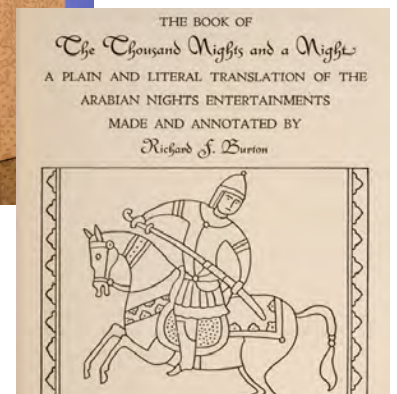 THE BOOK OF
The Thousand Nights and a Night
A PLAIN AND LITERAL TRANSLATION OF THE
ARABIAN NIGHTS ENTERTAINMENTS
MADE AND ANNOTATED BY
Richard F. Burton